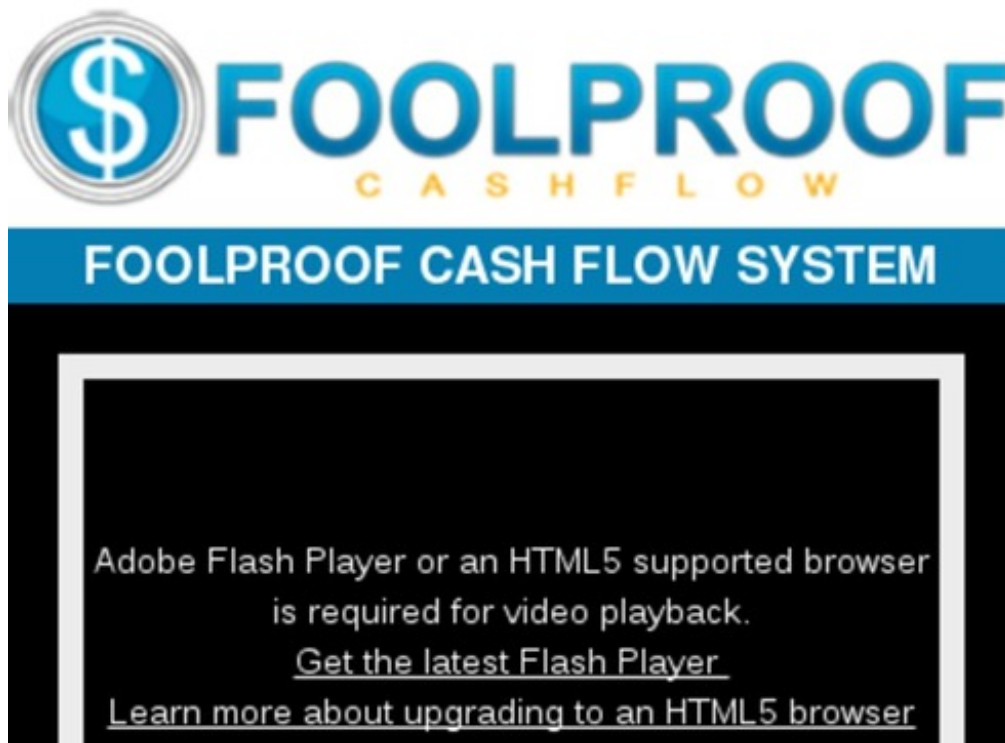 $ FOOLPROOF
CASHFLOW
FOOLPROOF CASH FLOW SYSTEM
Adobe Flash Player or an HTML5 supported browser
is required for video playback.
Get the latest Flash Player
Learn more about upgrading to an HTML5 browser